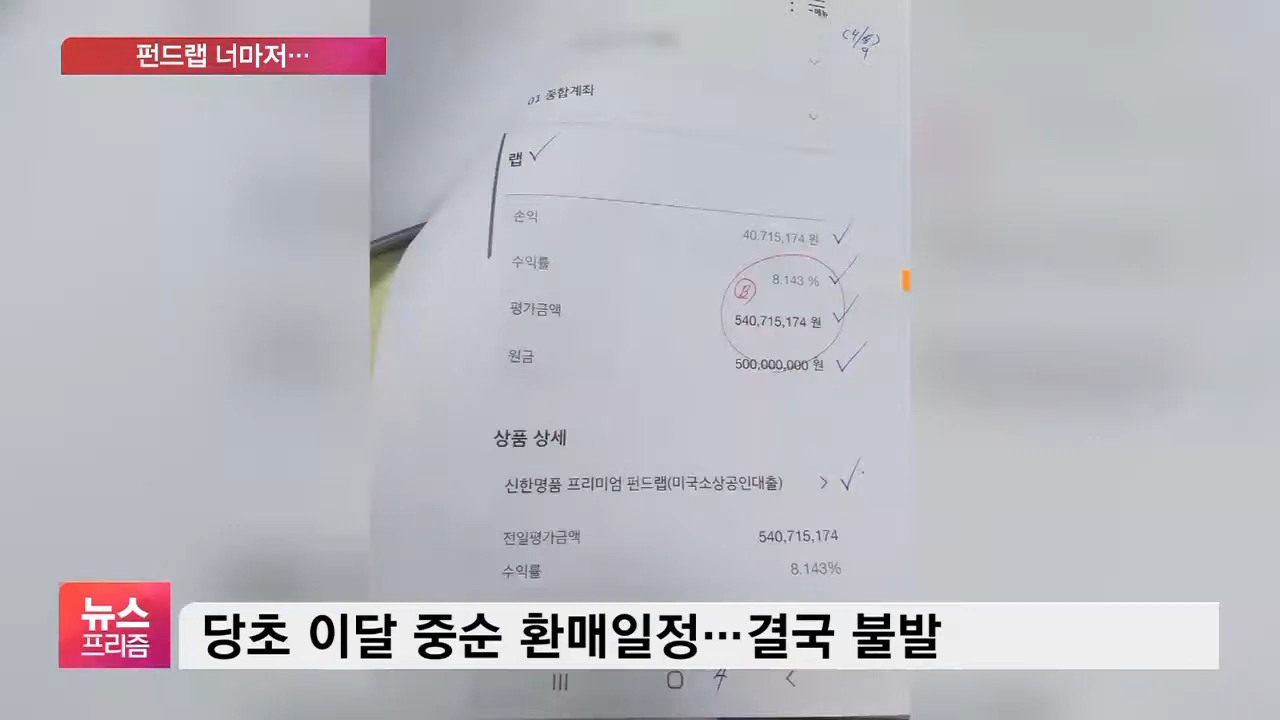 펀드랩 너마저…
-메뉴
01 종합계좌
랩
손익
40,715,174 원
수익률
8.143 %
B
평가금액
540,715,174 원
원금
500,000,000 원
상품 상세
신한명품 프리미엄 펀드랩(미국소상공인대출)
전일평가금액
540,715,174
수익률
8.143%
뉴스
프리즘
당초 이달 중순 환매일정…결국 불발
4